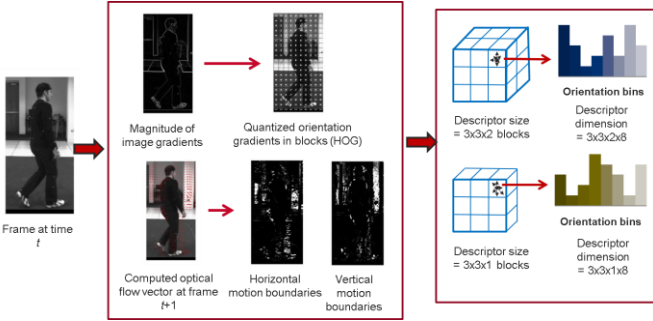 Frame at time
t
Magnitude of
image gradients
Quantized orientation
gradients in blocks (HOG)
Computed optical
flow vector at frame
t+1
Horizontal
motion boundaries
Vertical
motion
boundaries
Descriptor size
= 3x3x2 blocks
Orientation bins
Descriptor
dimension
= 3x3x2x8
Descriptor size
= 3x3x1 blocks
Orientation bins
Descriptor
dimension
= 3x3x1x8